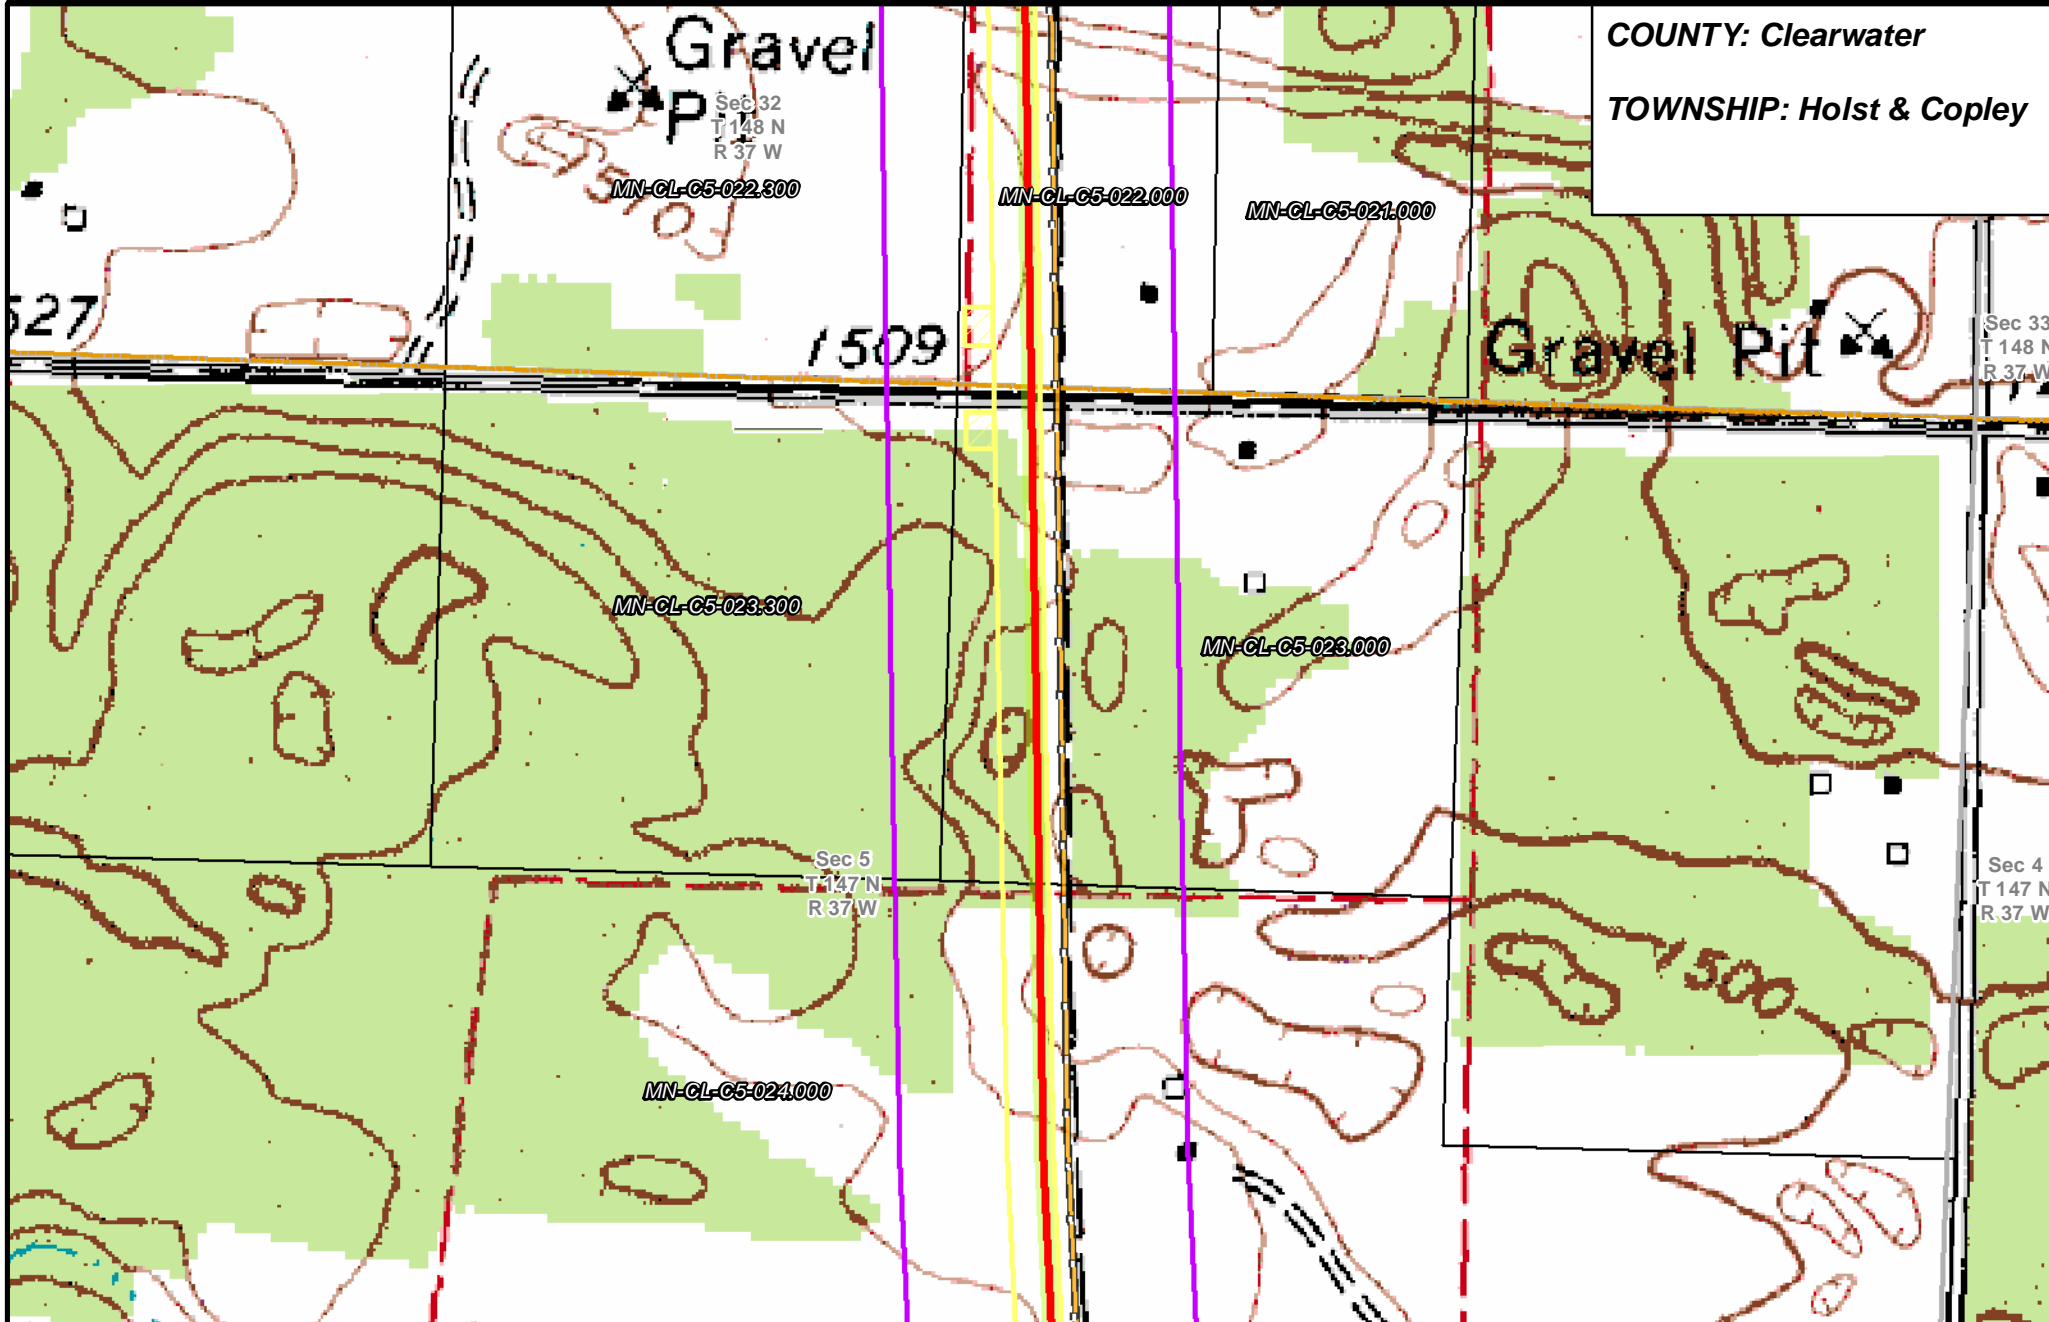 COUNTY: Clearwater
TOWNSHIP: Holst & Copley
Gravel
Pit
Sec 32
T 148 N
R 37 W
MN-CL-C5-022.300
MN-CL-C5-022.000
MN-CL-C5-021.000
1510
527
1509
Gravel Pit
Sec 33
T 148 N
R 37 W
MN-CL-C5-023.300
MN-CL-C5-023.000
Sec 5
T 147 N
R 37 W
Sec 4
T 147 N
R 37 W
1500
MN-CL-C5-024.000